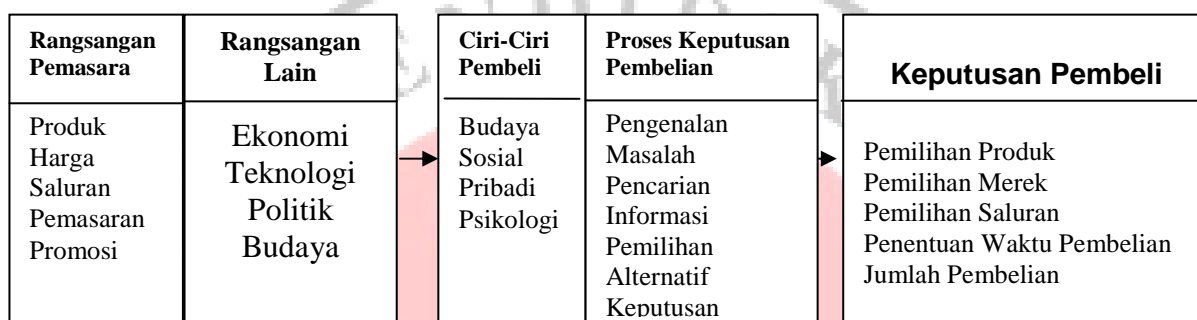 Rangsangan
Pemasara
Produk
Harga
Saluran
Pemasaran
Promosi
Rangsangan
Lain
Ekonomi
Teknologi
Politik
Budaya
Ciri-Ciri
Pembeli
Budaya
Sosial
Pribadi
Psikologi
Proses Keputusan
Pembelian
Pengenalan
Masalah
Pencarian
Informasi
Pemilihan
Alternatif
Keputusan
Keputusan Pembeli
Pemilihan Produk
Pemilihan Merek
Pemilihan Saluran
Penentuan Waktu Pembelian
Jumlah Pembelian